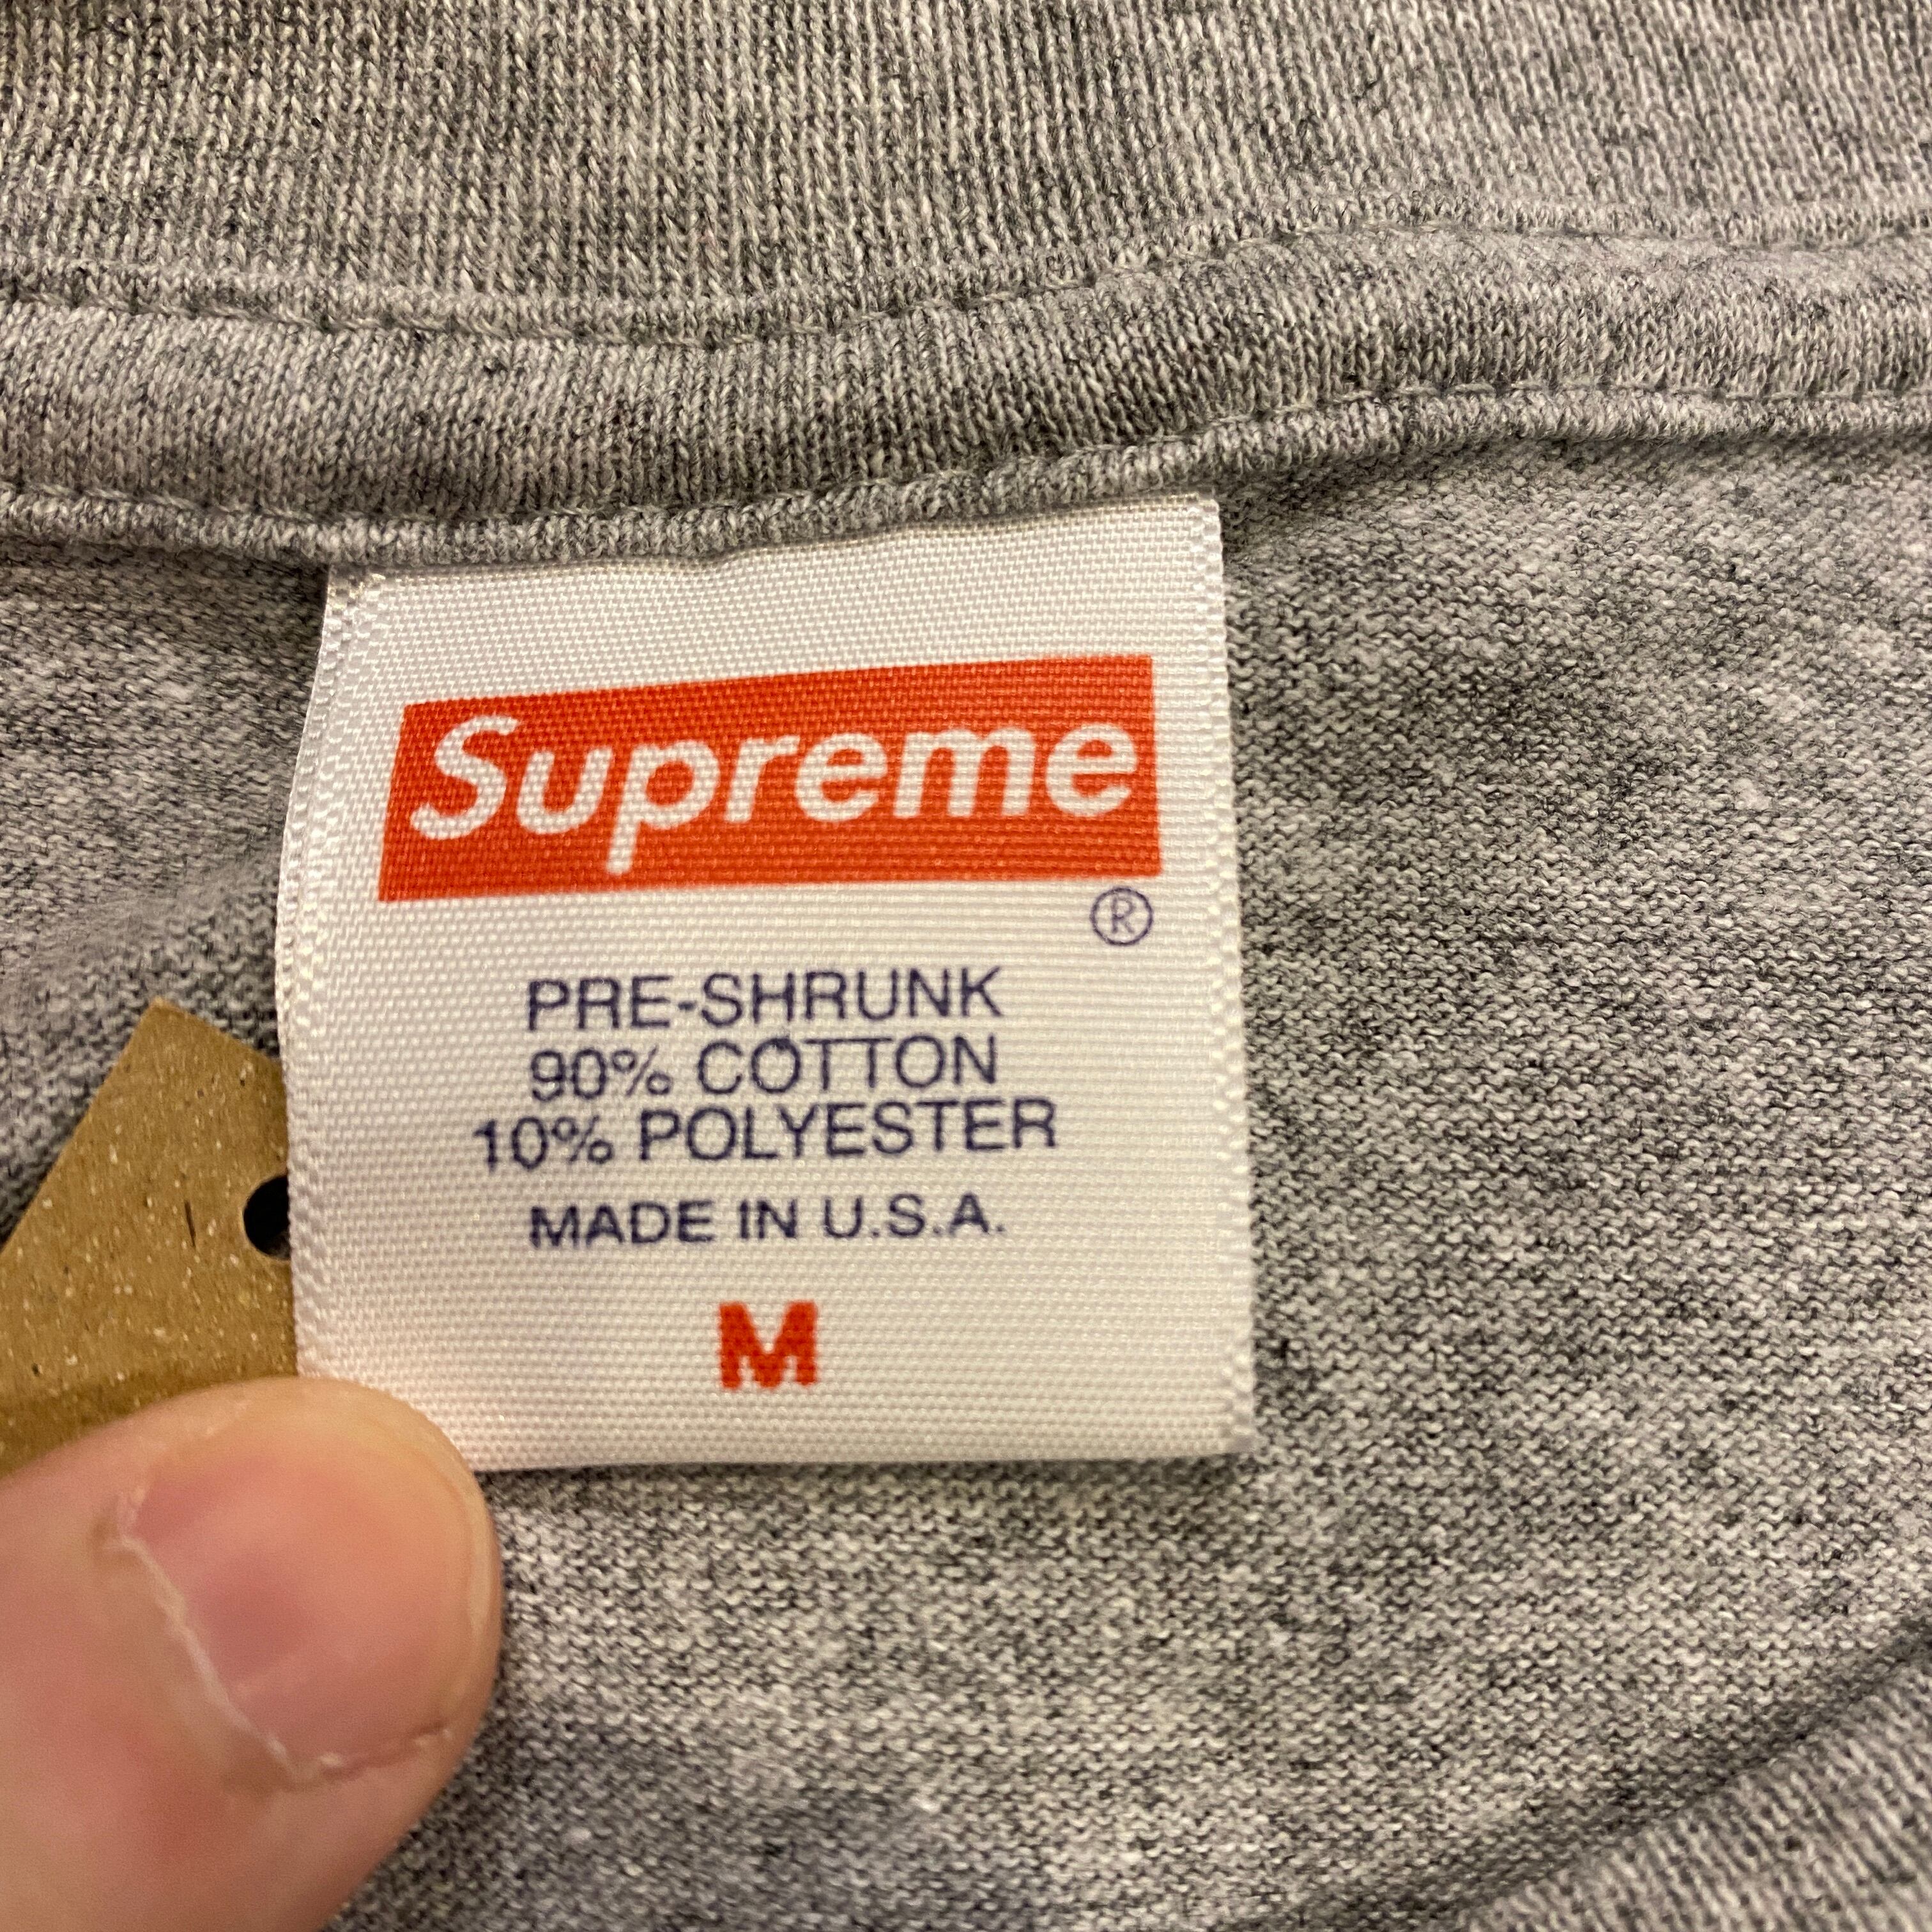 Supreme
®
PRE-SHRUNK
90% COTTON
10% POLYESTER
MADE IN U.S.A.
M